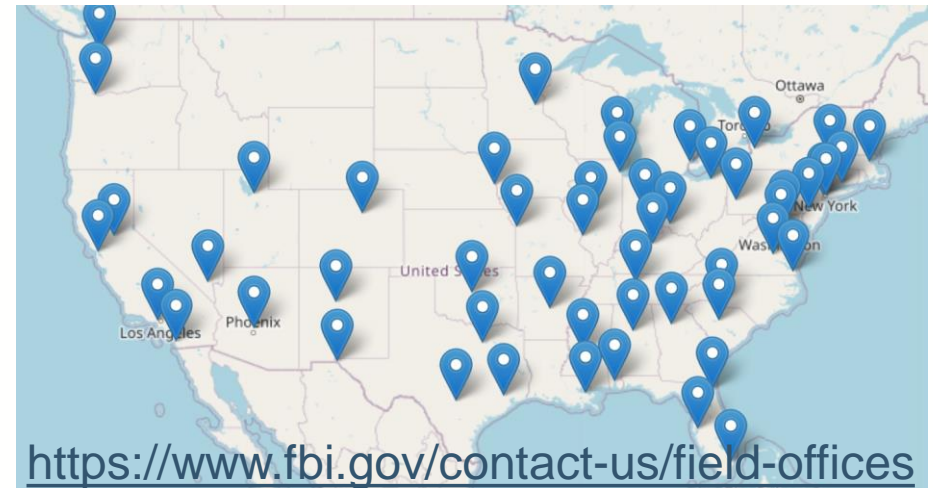 Ottawa
Toronto
New York
Washington
United States
Los Angeles
Phoenix
https://www.fbi.gov/contact-us/field-offices